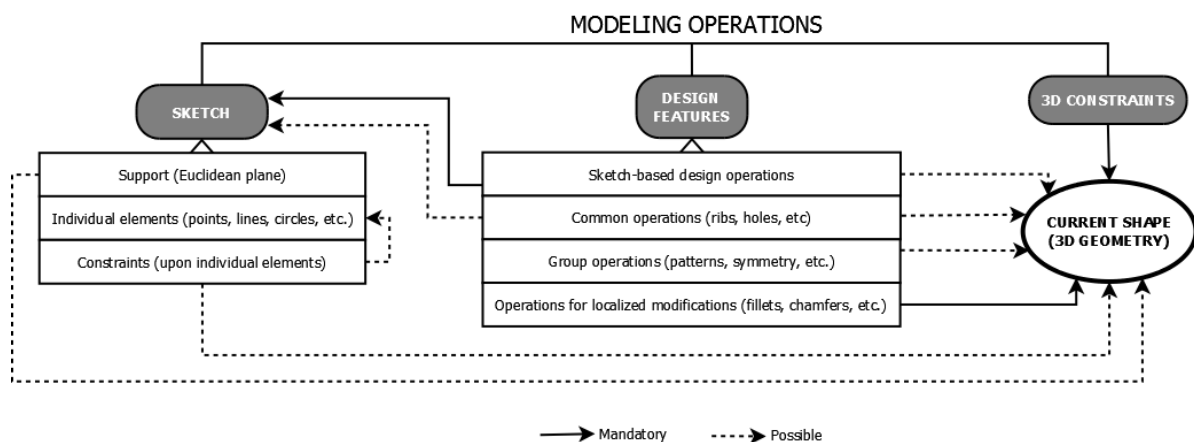 MODELING OPERATIONS
SKETCH
DESIGN
FEATURES
3D CONSTRAINTS
Support (Euclidean plane)
Individual elements (points, lines, circles, etc.)
Constraints (upon individual elements)
Sketch-based design operations
Common operations (ribs, holes, etc)
Group operations (patterns, symmetry, etc.)
Operations for localized modifications (fillets, chamfers, etc.)
CURRENT SHAPE
(3D GEOMETRY)
Mandatory
Possible